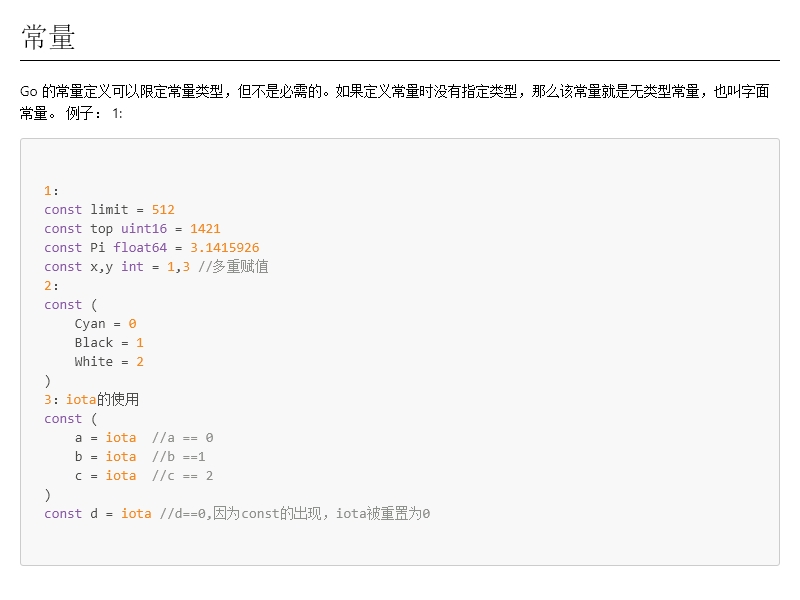 常量
Go 的常量定义可以限定常量类型，但不是必需的。如果定义常量时没有指定类型，那么该常量就是无类型常量，也叫字面
常量。 例子： 1:
1:
const limit = 512
const top uint16 = 1421
const Pi float64 = 3.1415926
const x,y int = 1,3 //多重赋值
2:
const (
    Cyan = 0
    Black = 1
    White = 2
)
3：iota的使用
const (
    a = iota  //a == 0
    b = iota  //b ==1
    c = iota  //c == 2
)
const d = iota //d==0,因为const的出现，iota被重置为0